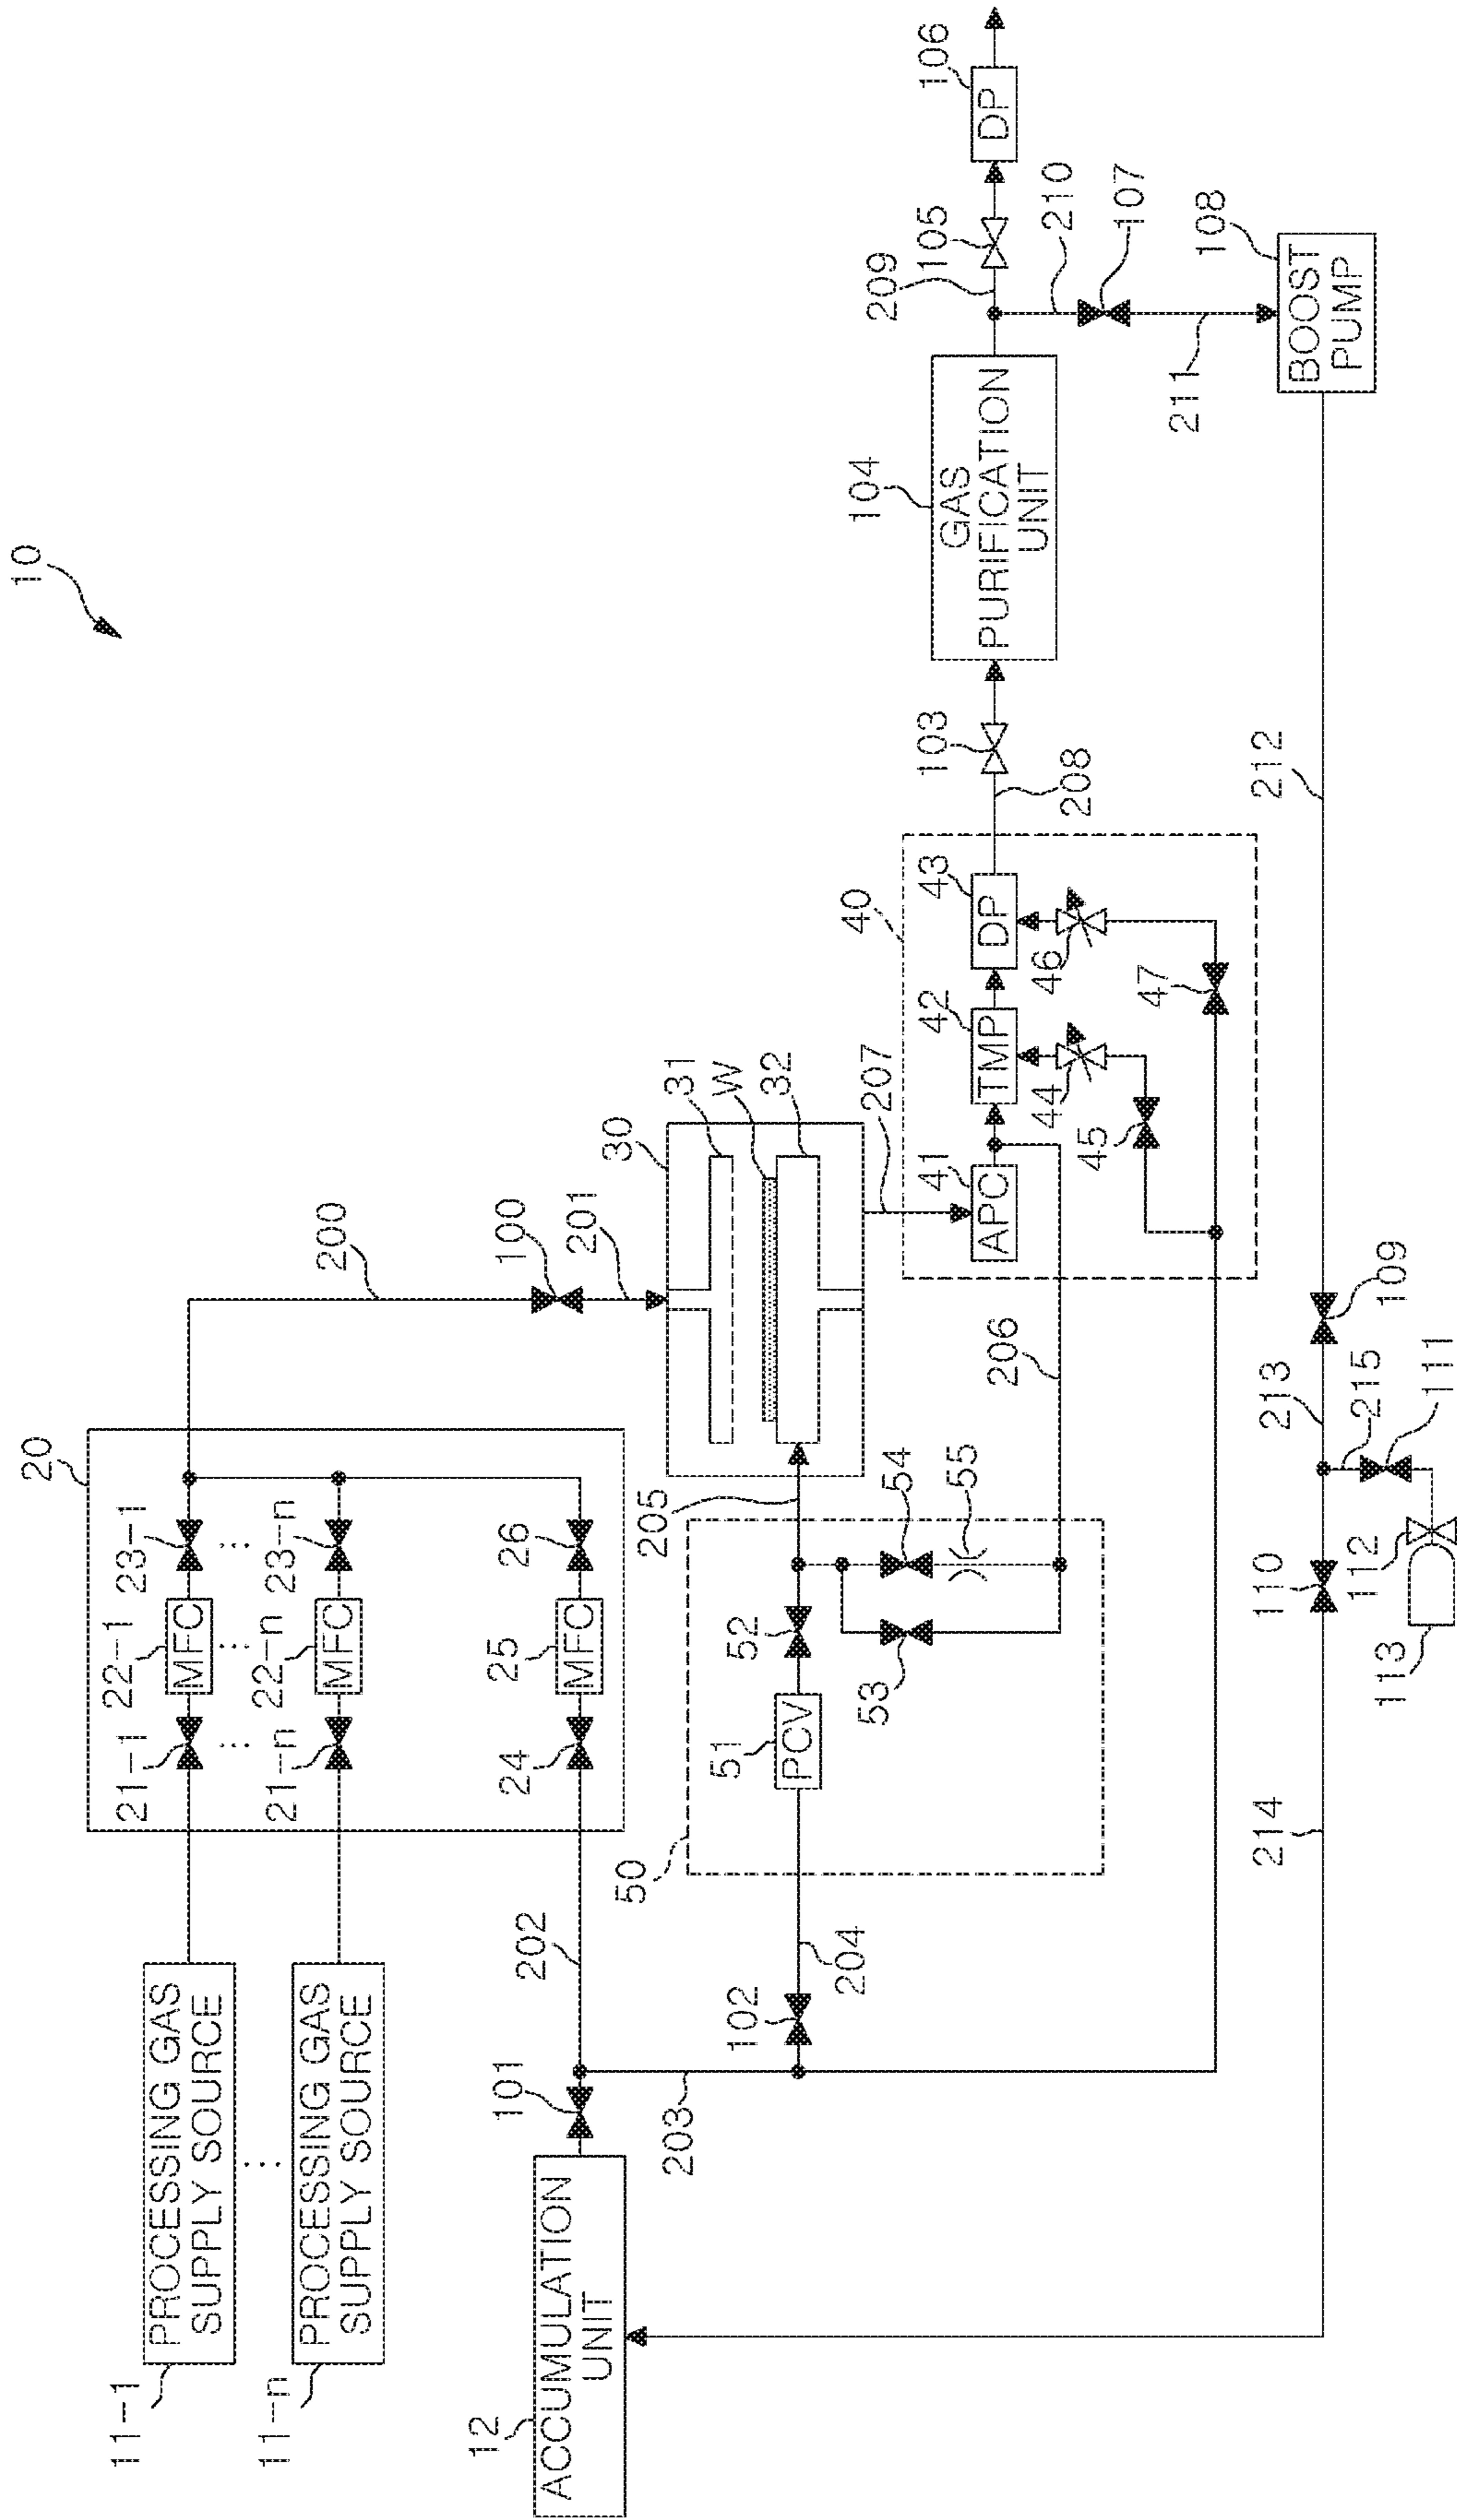 10
PROCESSING GAS
SUPPLY SOURCE
11-1
PROCESSING GAS
SUPPLY SOURCE
11-n
ACCUMULATION
UNIT
12
20
21-1
22-1
MFC
23-1
21-n
22-n
MFC
23-n
24
25
MFC
26
200
100
201
202
101
203
102
204
50
51
PCV
52
53
54
55
205
206
30
31
W
32
207
40
41
APC
42
TMP
43
DP
44
45
46
47
208
103
104
GAS
PURIFICATION
UNIT
209
105
106
DP
210
107
211
108
BOOST
PUMP
212
109
213
215
111
110
112
113
214